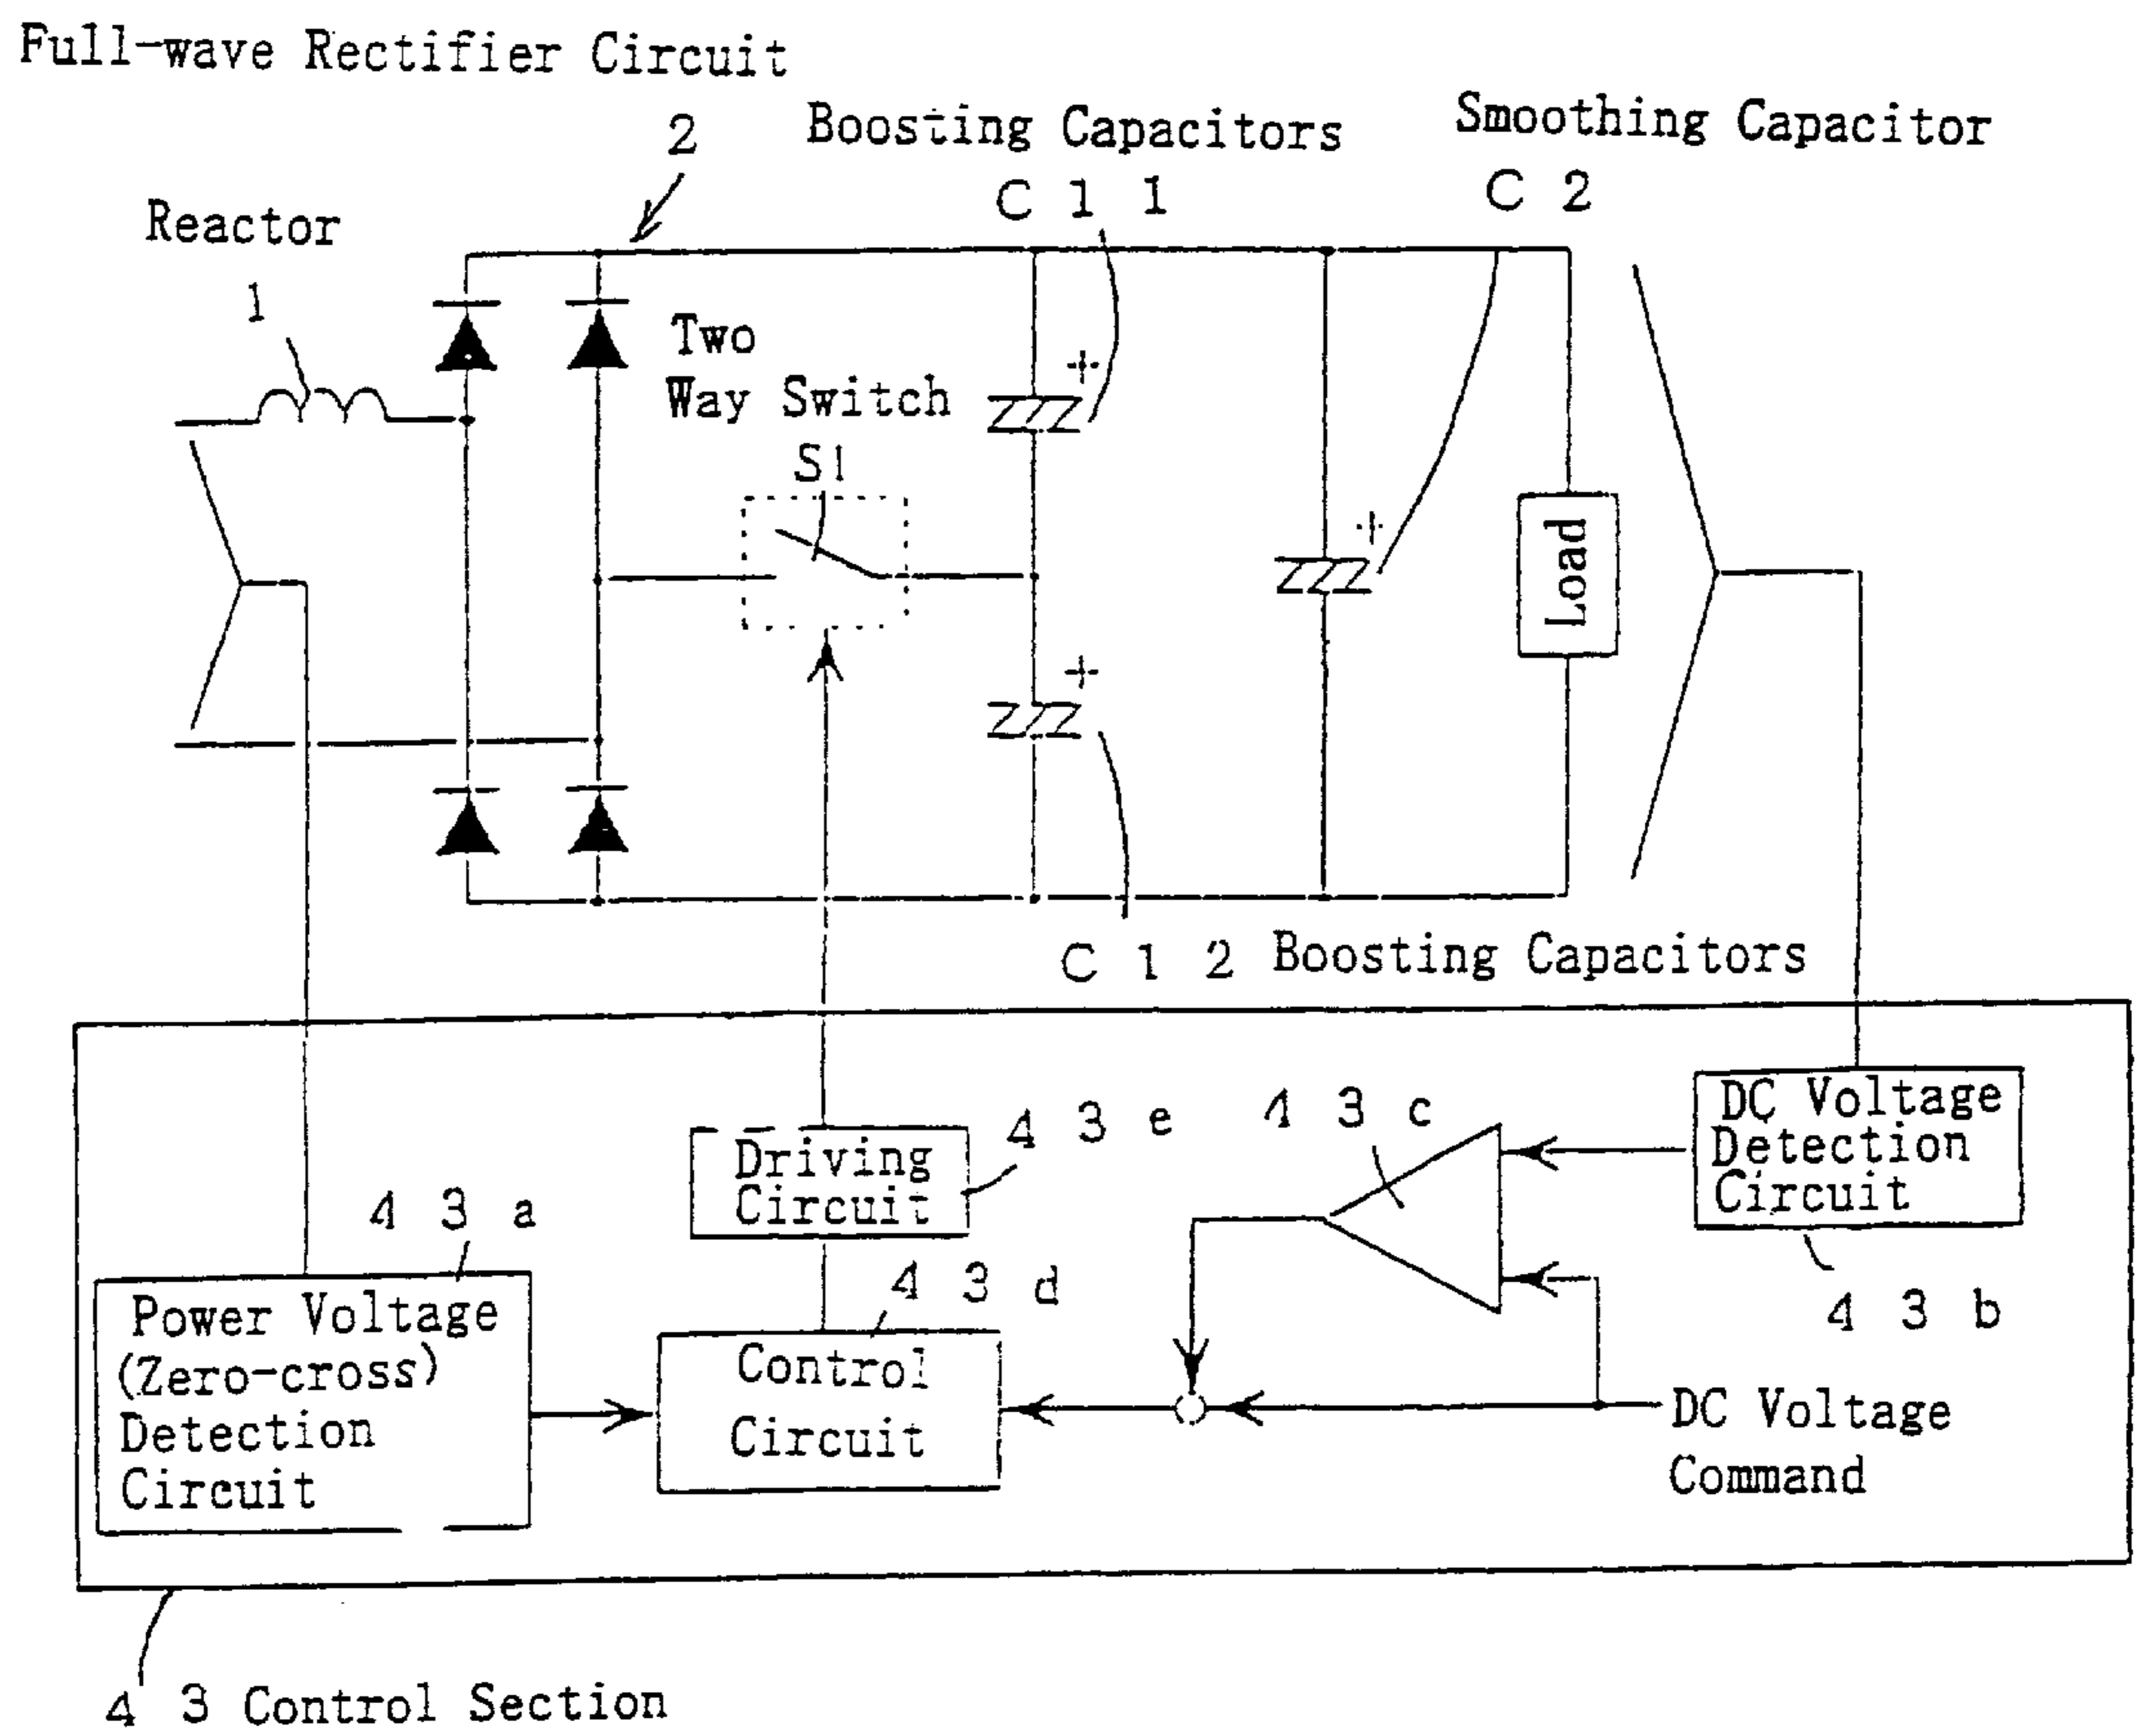 Full-wave Rectifier Circuit
2
Boosting Capacitors
C 1 1
Smoothing Capacitor
C 2
Reactor
1
Two
Way Switch
S1
+
+
+
Load
C 1 2 Boosting Capacitors
DC Voltage
Detection
Circuit
4 3 b
4 3 c
4 3 e
Driving
Circuit
4 3 a
Power Voltage
(Zero-cross)
Detection
Circuit
4 3 d
Control
Circuit
DC Voltage
Command
4 3 Control Section